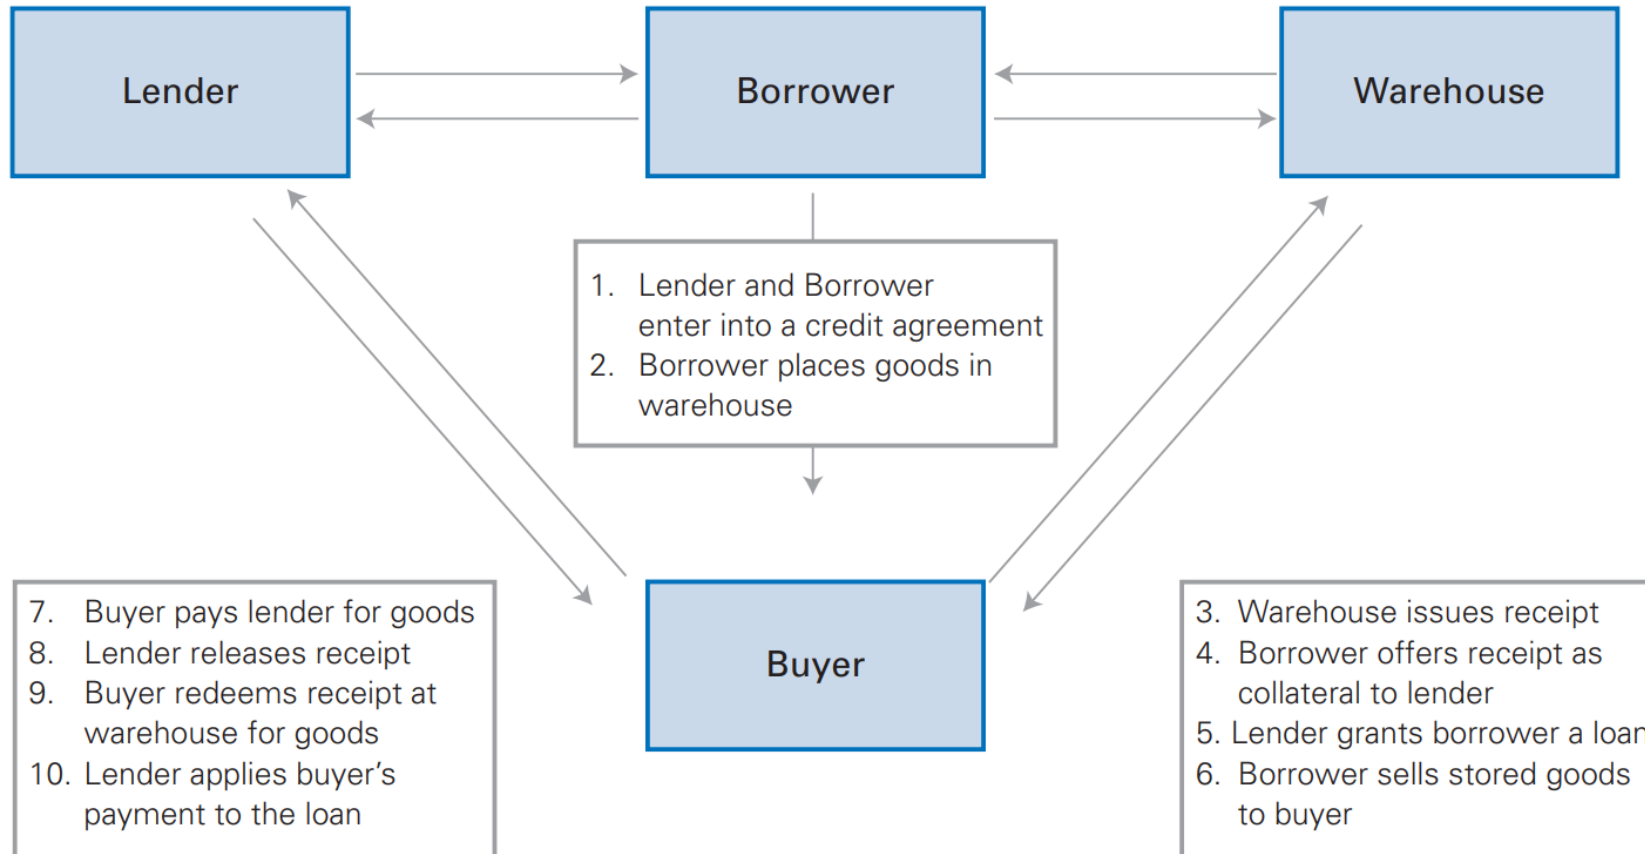 Lender
Borrower
Warehouse
1. Lender and Borrower
enter into a credit agreement
2. Borrower places goods in
warehouse
7. Buyer pays lender for goods
8. Lender releases receipt
9. Buyer redeems receipt at
warehouse for goods
10. Lender applies buyer's
payment to the loan
Buyer
3. Warehouse issues receipt
4. Borrower offers receipt as
collateral to lender
5. Lender grants borrower a loan
6. Borrower sells stored goods
to buyer